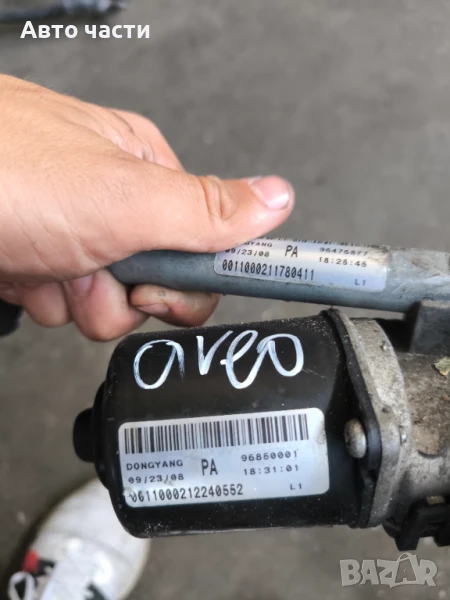 Авто части
DONGYANG PA 96476877
09/23/08 18:25:45
0011000211780411 L1
aveo
DONGYANG PA 96850001
09/23/08 18:31:01
0611000212240552 L1
BAZAR